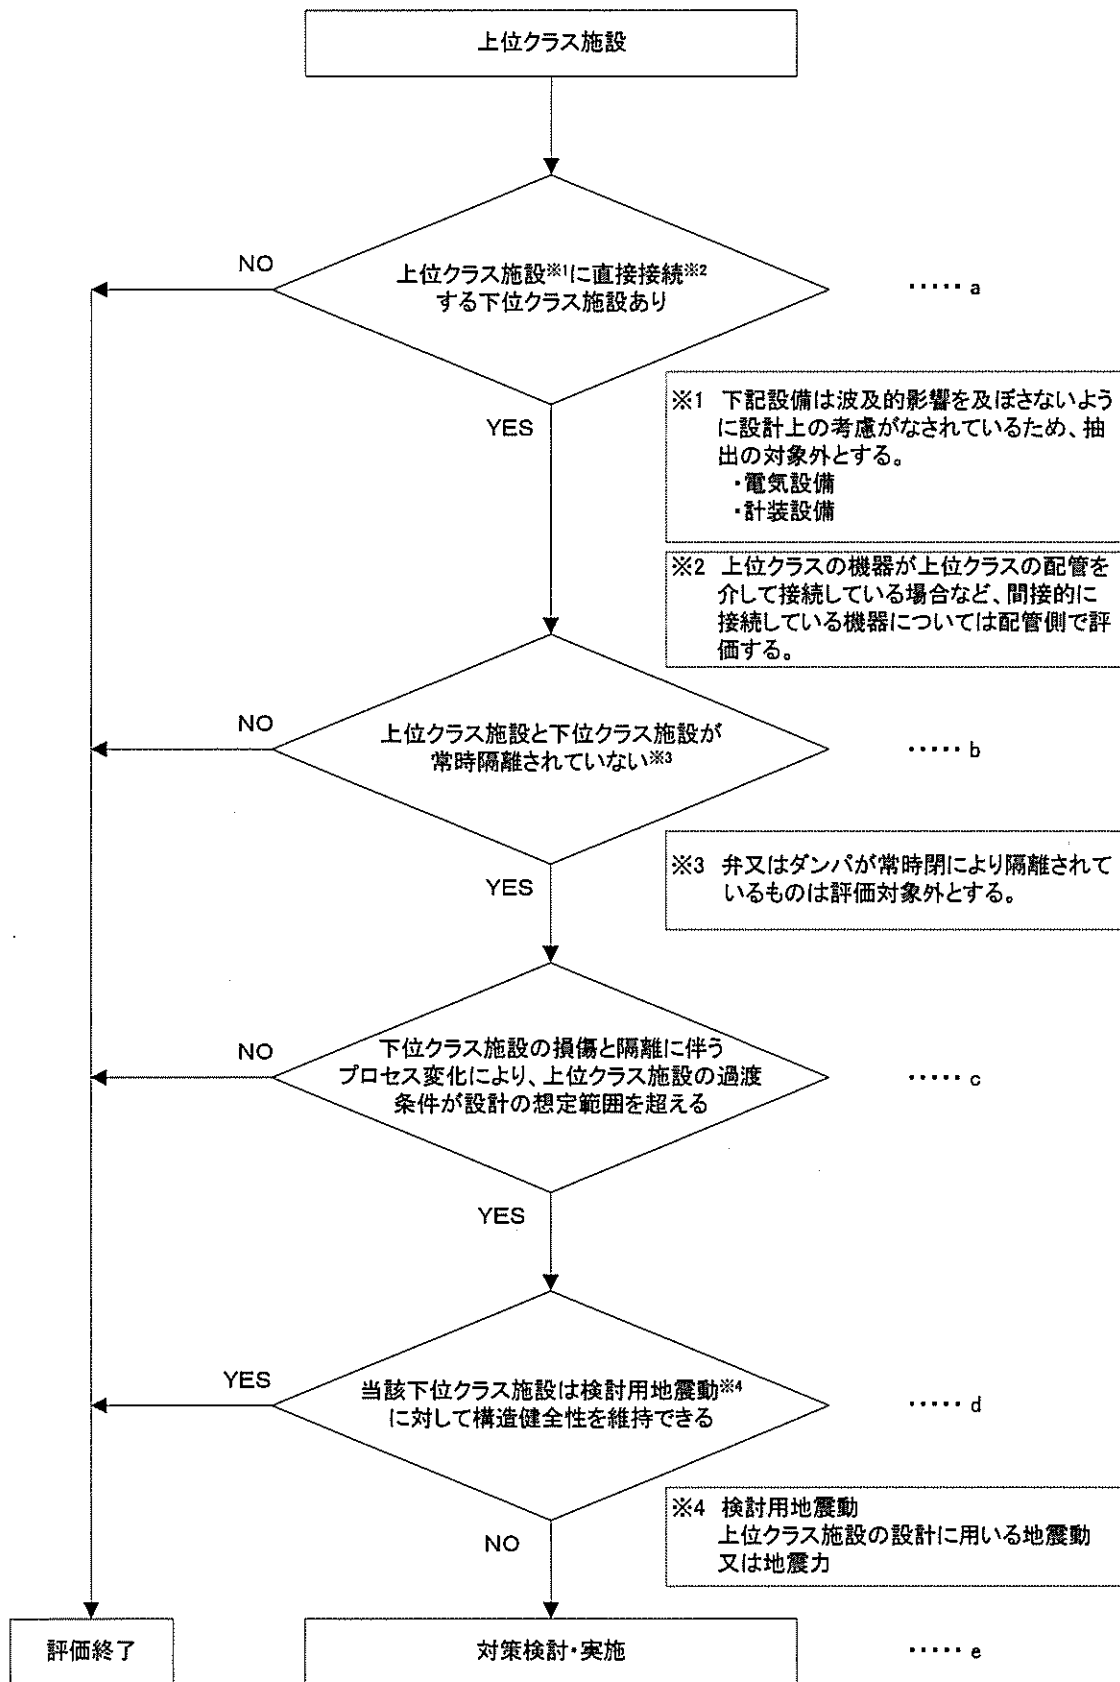 上位クラス施設
NO
上位クラス施設※1に直接接続※2
する下位クラス施設あり
・・・・・ a
YES
※1 下記設備は波及的影響を及ぼさないよう
に設計上の考慮がなされているため、抽
出の対象外とする。
・電気設備
・計装設備
※2 上位クラスの機器が上位クラスの配管を
介して接続している場合など、間接的に
接続している機器については配管側で評
価する。
NO
上位クラス施設と下位クラス施設が
常時隔離されていない※3
・・・・・ b
YES
※3 弁又はダンパが常時閉により隔離されて
いるものは評価対象外とする。
NO
下位クラス施設の損傷と隔離に伴う
プロセス変化により、上位クラス施設の過渡
条件が設計の想定範囲を超える
・・・・・ c
YES
YES
当該下位クラス施設は検討用地震動※4
に対して構造健全性を維持できる
・・・・・ d
NO
※4 検討用地震動
上位クラス施設の設計に用いる地震動
又は地震力
評価終了
対策検討・実施
・・・・・ e